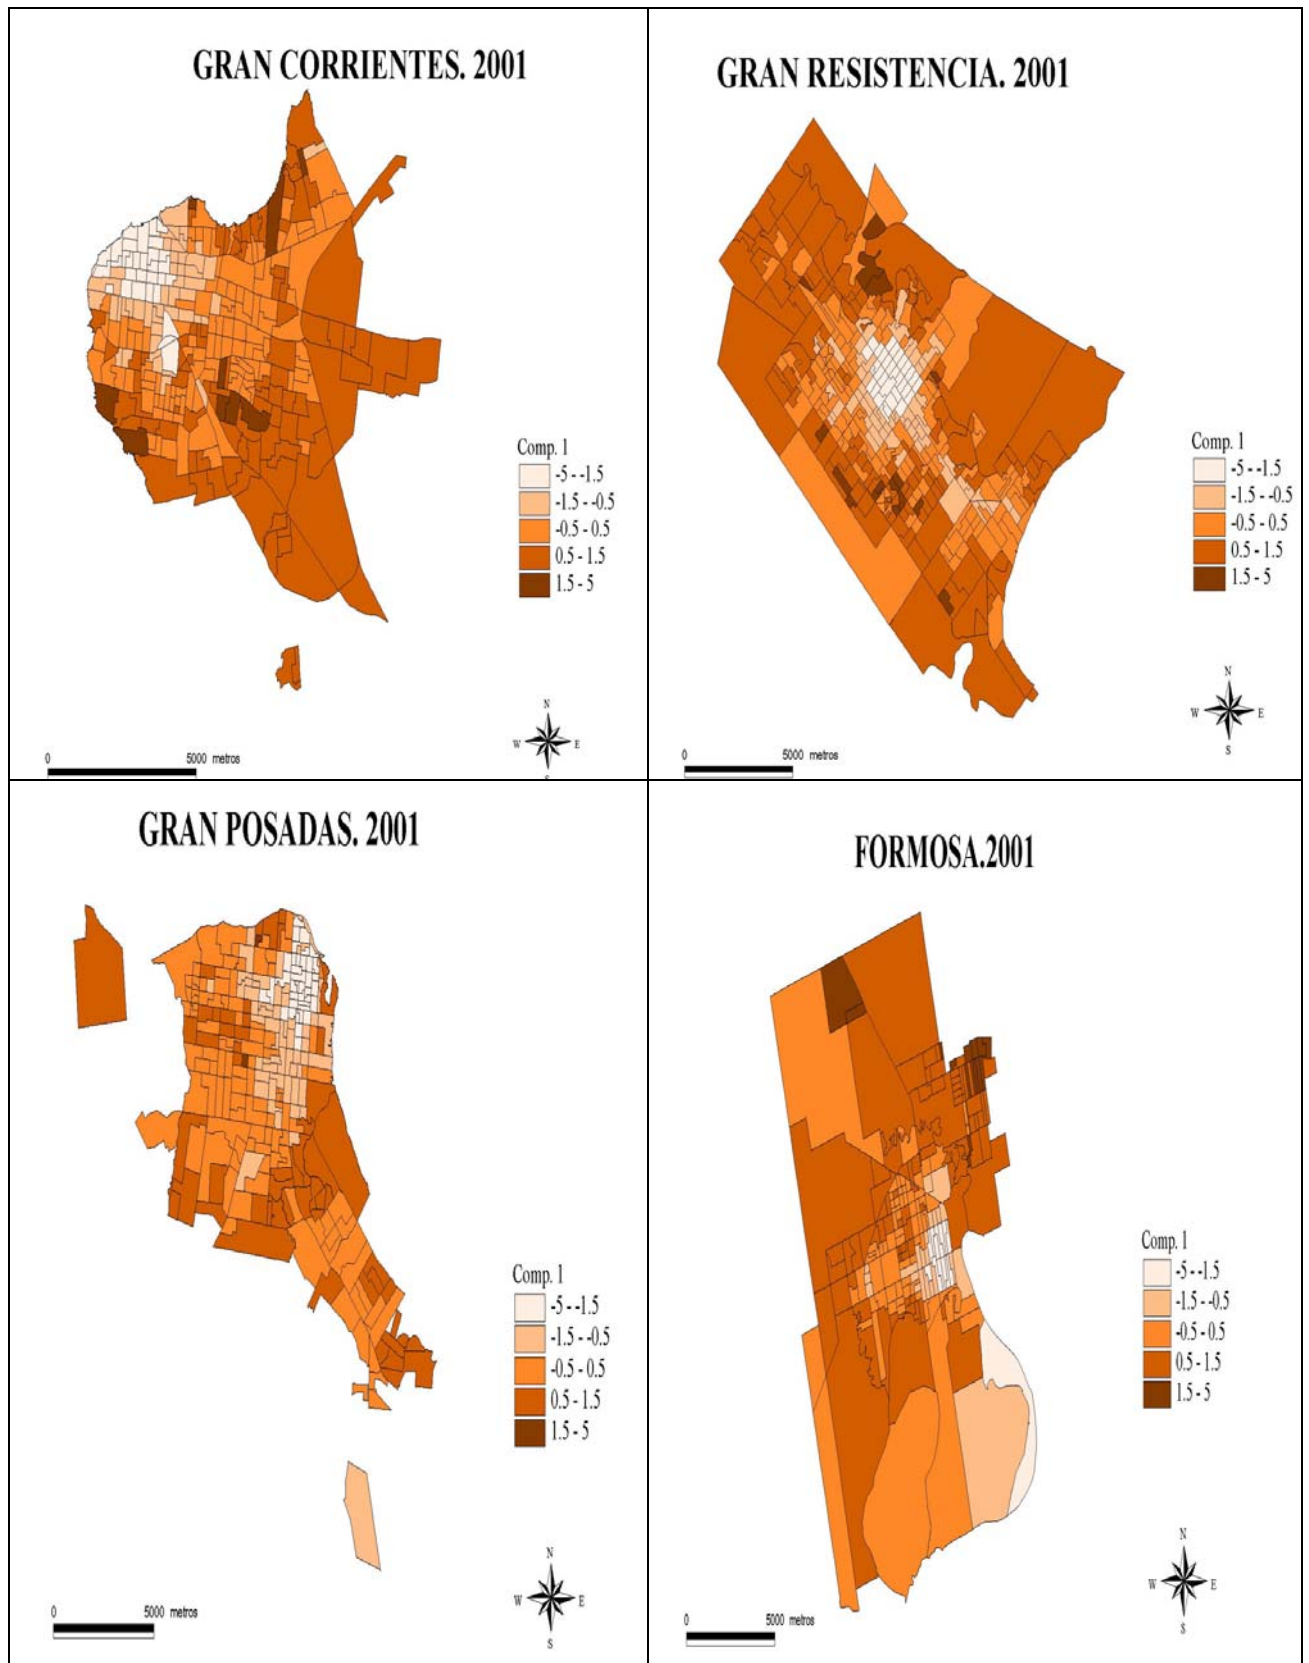 GRAN CORRIENTES. 2001
Comp. 1
-5 - -1.5
-1.5 - -0.5
-0.5 - 0.5
0.5 - 1.5
1.5 - 5
N
W E
S
0 5000 metros
GRAN RESISTENCIA. 2001
Comp. 1
-5 - -1.5
-1.5 - -0.5
-0.5 - 0.5
0.5 - 1.5
1.5 - 5
N
W E
S
0 5000 metros
GRAN POSADAS. 2001
Comp. 1
-5 - -1.5
-1.5 - -0.5
-0.5 - 0.5
0.5 - 1.5
1.5 - 5
N
W E
S
0 5000 metros
FORMOSA.2001
Comp. 1
-5 - -1.5
-1.5 - -0.5
-0.5 - 0.5
0.5 - 1.5
1.5 - 5
N
W E
S
0 5000 metros